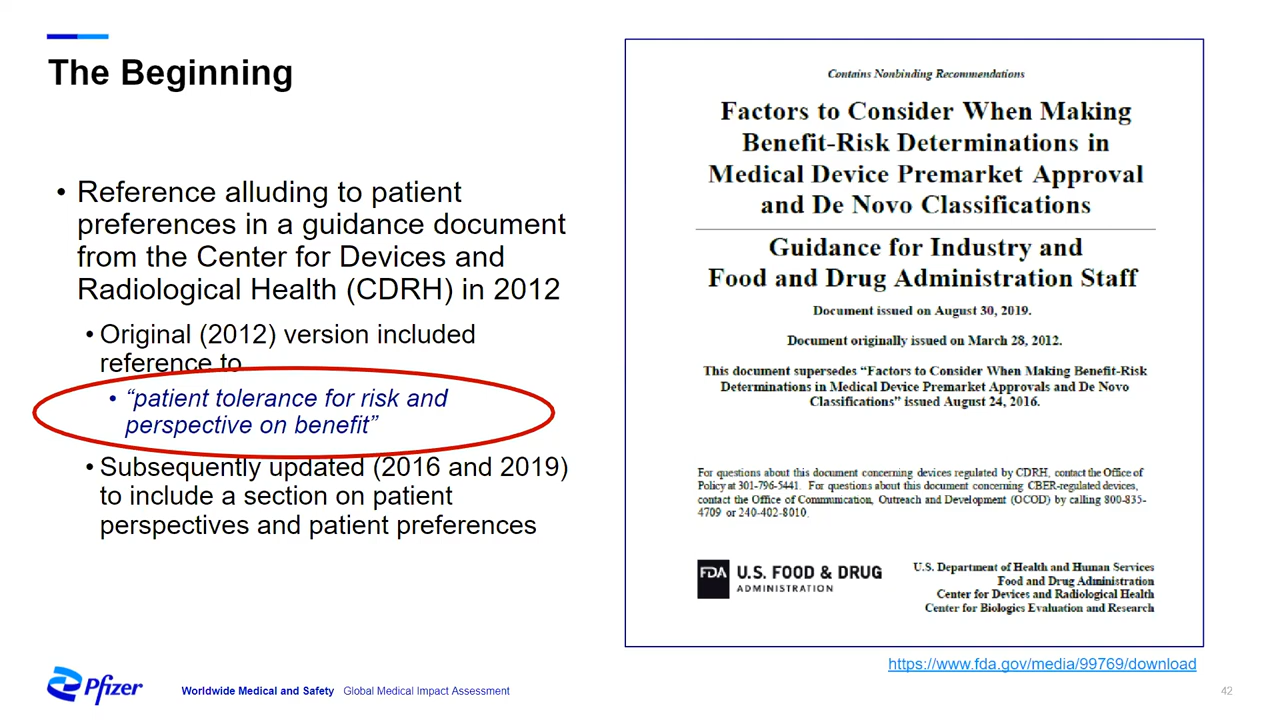 The Beginning
• Reference alluding to patient
preferences in a guidance document
from the Center for Devices and
Radiological Health (CDRH) in 2012
• Original (2012) version included
reference to
• “patient tolerance for risk and
perspective on benefit”
• Subsequently updated (2016 and 2019)
to include a section on patient
perspectives and patient preferences
Contains Nonbinding Recommendations
Factors to Consider When Making
Benefit-Risk Determinations in
Medical Device Premarket Approval
and De Novo Classifications
Guidance for Industry and
Food and Drug Administration Staff
Document issued on August 30, 2019.
Document originally issued on March 28, 2012.
This document supersedes “Factors to Consider When Making Benefit-Risk
Determinations in Medical Device Premarket Approvals and De Novo
Classifications” issued August 24, 2016.
For questions about this document concerning devices regulated by CDRH, contact the Office of
Policy at 301-796-5441. For questions about this document concerning CBER-regulated devices,
contact the Office of Communication, Outreach and Development (OCOD) by calling 800-835-
4709 or 240-402-8010.
FDA U.S. FOOD & DRUG
ADMINISTRATION
U.S. Department of Health and Human Services
Food and Drug Administration
Center for Devices and Radiological Health
Center for Biologics Evaluation and Research
https://www.fda.gov/media/99769/download
Pfizer
Worldwide Medical and Safety Global Medical Impact Assessment
42